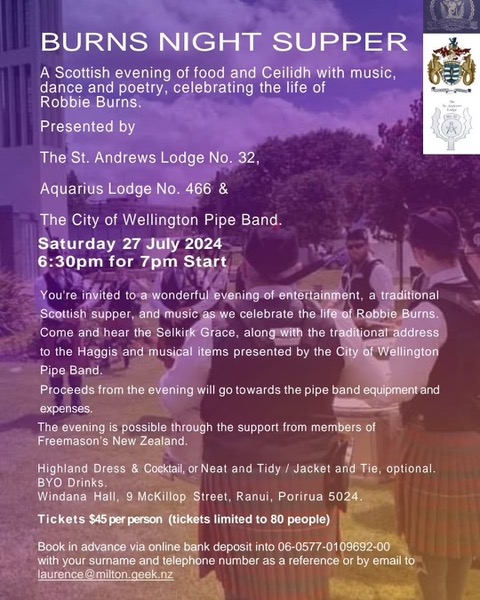 BURNS NIGHT SUPPER
A Scottish evening of food and Ceilidh with music,
dance and poetry, celebrating the life of
Robbie Burns.
Presented by
The St. Andrews Lodge No. 32,
Aquarius Lodge No. 466 &
The City of Wellington Pipe Band.
Saturday 27 July 2024
6:30pm for 7pm Start
You're invited to a wonderful evening of entertainment, a traditional
Scottish supper, and music as we celebrate the life of Robbie Burns.
Come and hear the Selkirk Grace, along with the traditional address
to the Haggis and musical items presented by the City of Wellington
Pipe Band.
Proceeds from the evening will go towards the pipe band equipment and
expenses.
The evening is possible through the support from members of
Freemason's New Zealand.
Highland Dress & Cocktail, or Neat and Tidy / Jacket and Tie, optional.
BYO Drinks.
Windana Hall, 9 McKillop Street, Ranui, Porirua 5024.
Tickets $45 per person (tickets limited to 80 people)
Book in advance via online bank deposit into 06-0577-0109692-00
with your surname and telephone number as a reference or by email to
laurence@milton.geek.nz
The
St. Andrews
Lodge